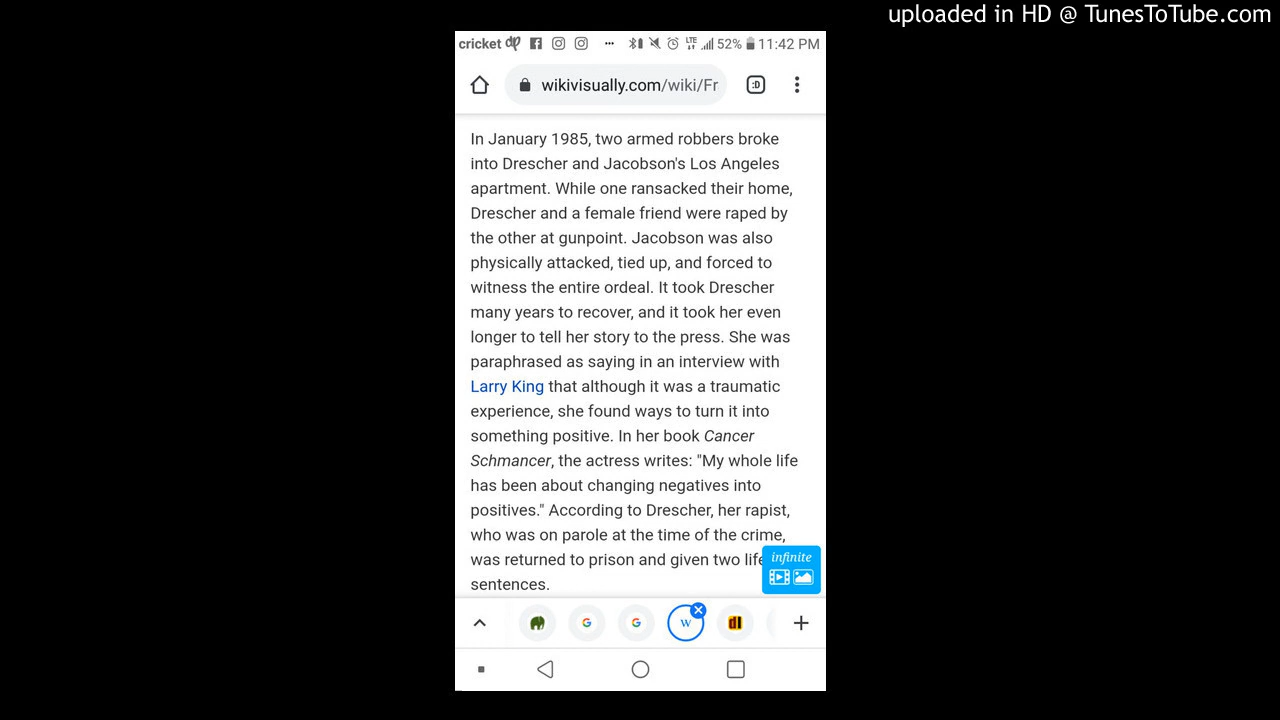 uploaded in HD @ TunesToTube.com
cricket ••• LTE 52% 11:42 PM
wikivisually.com/wiki/Fr :D
In January 1985, two armed robbers broke
into Drescher and Jacobson's Los Angeles
apartment. While one ransacked their home,
Drescher and a female friend were raped by
the other at gunpoint. Jacobson was also
physically attacked, tied up, and forced to
witness the entire ordeal. It took Drescher
many years to recover, and it took her even
longer to tell her story to the press. She was
paraphrased as saying in an interview with
Larry King that although it was a traumatic
experience, she found ways to turn it into
something positive. In her book Cancer
Schmancer, the actress writes: "My whole life
has been about changing negatives into
positives." According to Drescher, her rapist,
who was on parole at the time of the crime,
was returned to prison and given two life
sentences.
infinite
G G W dl